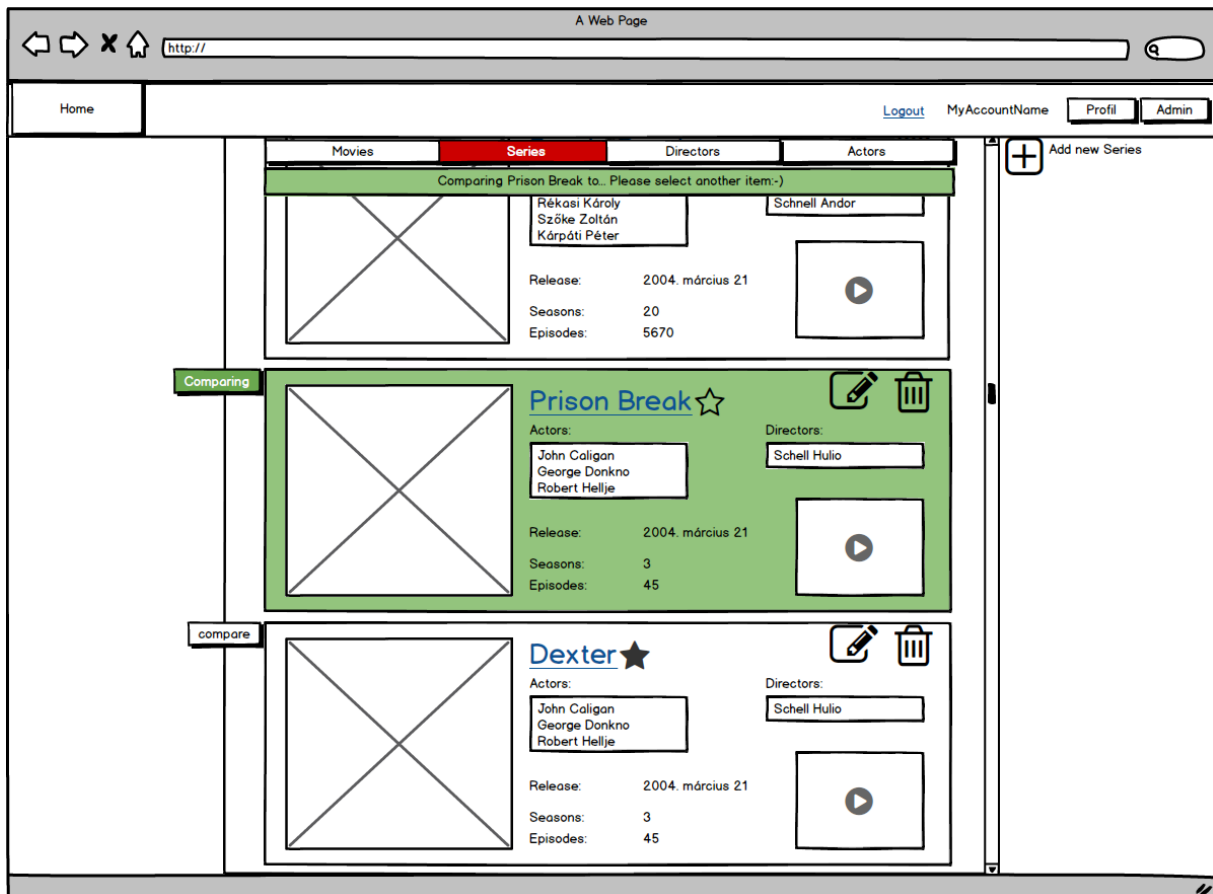 A Web Page
http://
Home
Logout MyAccountName Profil Admin
Movies Series Directors Actors
Add new Series
Comparing Prison Break to... Please select another item:-)
Rékasi Károly
Szőke Zoltán
Kárpáti Péter
Schnell Andor
Release: 2004. március 21
Seasons: 20
Episodes: 5670
Comparing
Prison Break
Actors:
John Caligan
George Donkno
Robert Hellje
Directors:
Schell Hulio
Release: 2004. március 21
Seasons: 3
Episodes: 45
compare
Dexter
Actors:
John Caligan
George Donkno
Robert Hellje
Directors:
Schell Hulio
Release: 2004. március 21
Seasons: 3
Episodes: 45